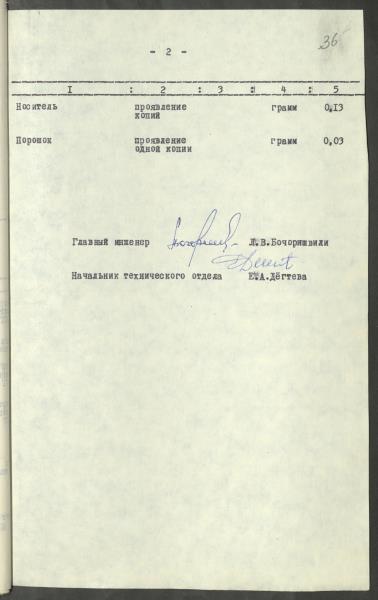 36
- 2 -
I : 2 : 3 : 4 : 5
Носитель проявление грамм 0,13
копий
Порошок проявление грамм 0,03
одной копии
Главный инженер Л.В.Бочоришвили
Начальник технического отдела Е.А.Дёгтева